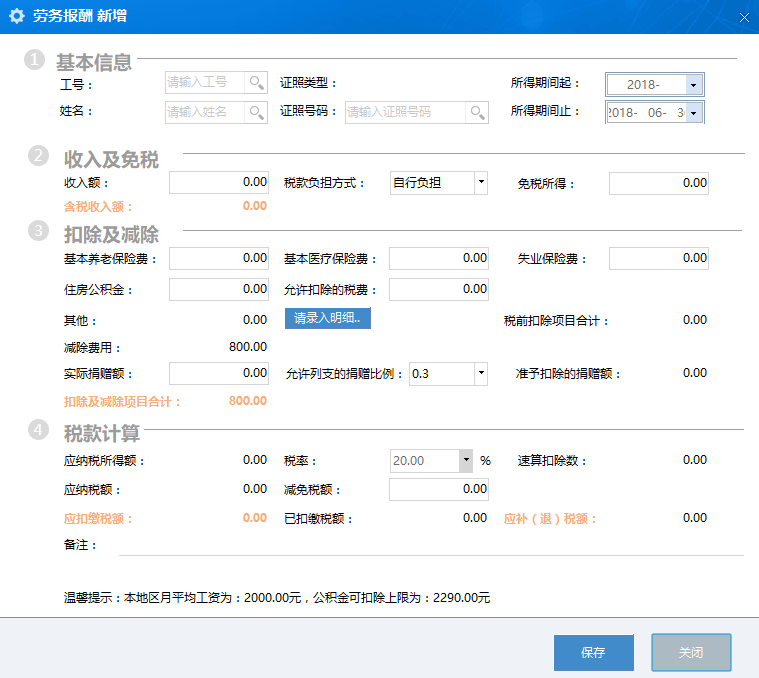 劳务报酬 新增
1 基本信息
工号： 请输入工号 证照类型： 所得期间起： 2018-
姓名： 请输入姓名 证照号码： 请输入证照号码 所得期间止： 2018- 06- 3
2 收入及免税
收入额： 0.00 税款负担方式： 自行负担 免税所得： 0.00
含税收入额： 0.00
3 扣除及减除
基本养老保险费： 0.00 基本医疗保险费： 0.00 失业保险费： 0.00
住房公积金： 0.00 允许扣除的税费： 0.00
其他： 0.00 请录入明细.. 税前扣除项目合计： 0.00
减除费用： 800.00
实际捐赠额： 0.00 允许列支的捐赠比例： 0.3 准予扣除的捐赠额： 0.00
扣除及减除项目合计： 800.00
4 税款计算
应纳税所得额： 0.00 税率： 20.00 % 速算扣除数： 0.00
应纳税额： 0.00 减免税额： 0.00
应扣缴税额： 0.00 已扣缴税额： 0.00 应补（退）税额： 0.00
备注：
温馨提示：本地区月平均工资为：2000.00元，公积金可扣除上限为：2290.00元
保存 关闭